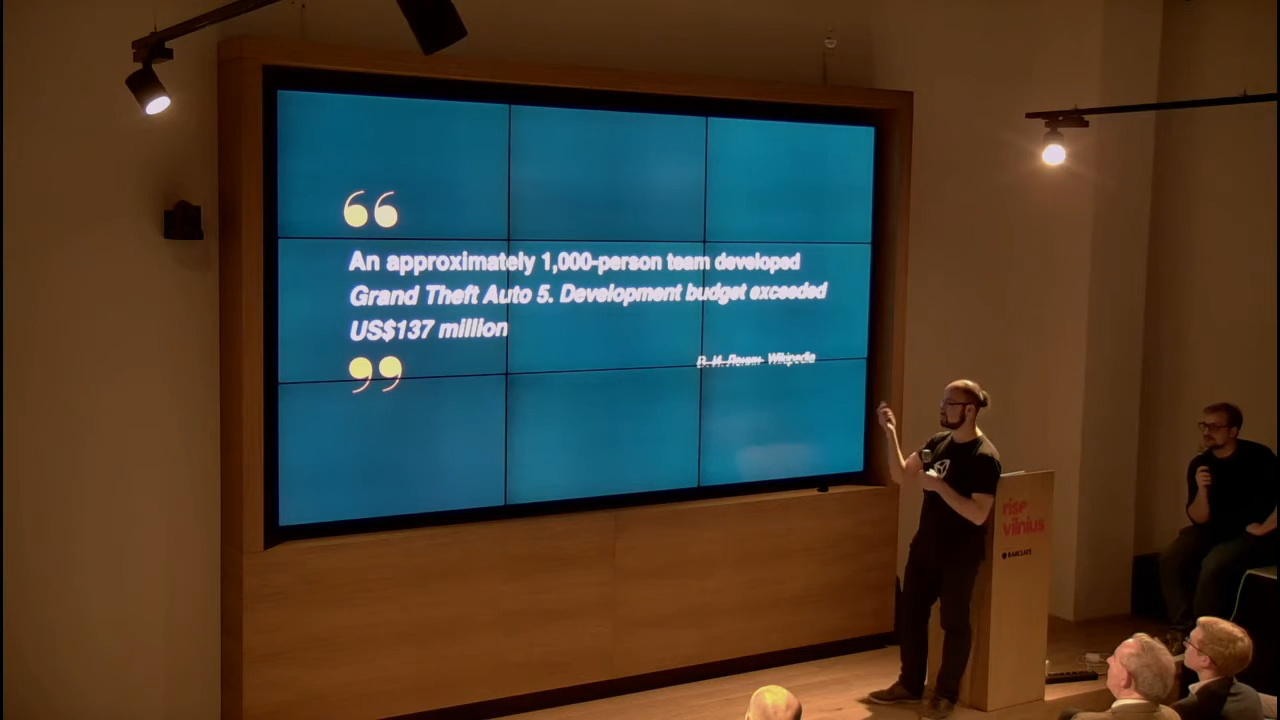 “
An approximately 1,000-person team developed
Grand Theft Auto 5. Development budget exceeded
US$137 million
”
В. И. Ленин Wikipedia
rise
vilnius
BARCLAYS